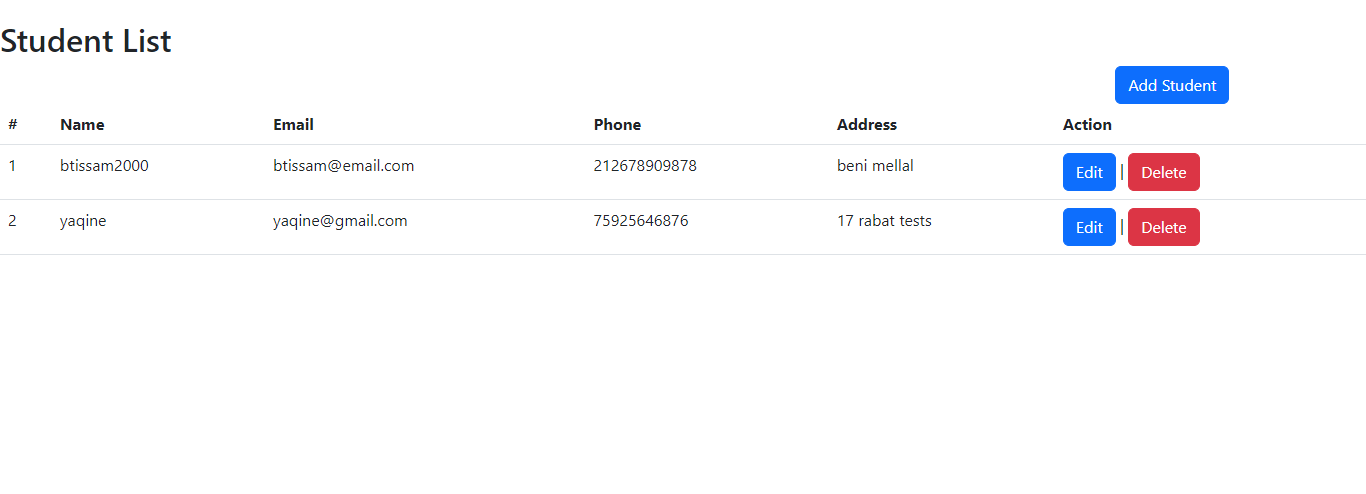 Student List
Add Student
# Name Email Phone Address Action
1 btissam2000 btissam@email.com 212678909878 beni mellal Edit | Delete
2 yaqine yaqine@gmail.com 75925646876 17 rabat tests Edit | Delete